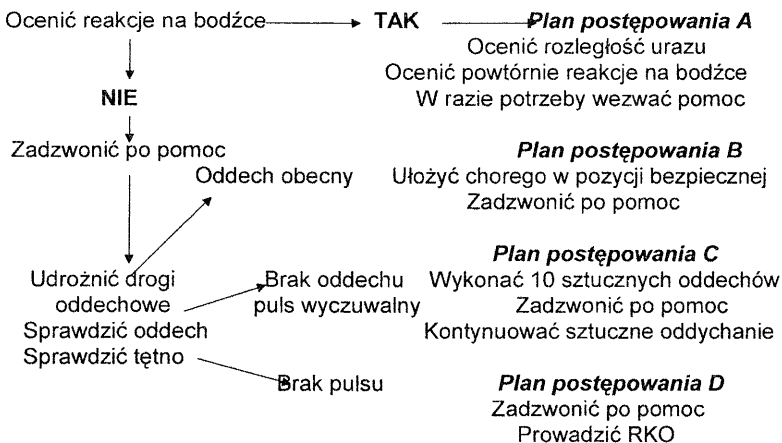 Ocenić reakcje na bodźce TAK Plan postępowania A
Ocenić rozległość urazu
Ocenić powtórnie reakcje na bodźce
NIE W razie potrzeby wezwać pomoc
Zadzwonić po pomoc Plan postępowania B
Oddech obecny Ułożyć chorego w pozycji bezpiecznej
Zadzwonić po pomoc
Plan postępowania C
Udrożnić drogi Brak oddechu Wykonać 10 sztucznych oddechów
oddechowe puls wyczuwalny Zadzwonić po pomoc
Sprawdzić oddech Kontynuować sztuczne oddychanie
Sprawdzić tętno
Brak pulsu Plan postępowania D
Zadzwonić po pomoc
Prowadzić RKO